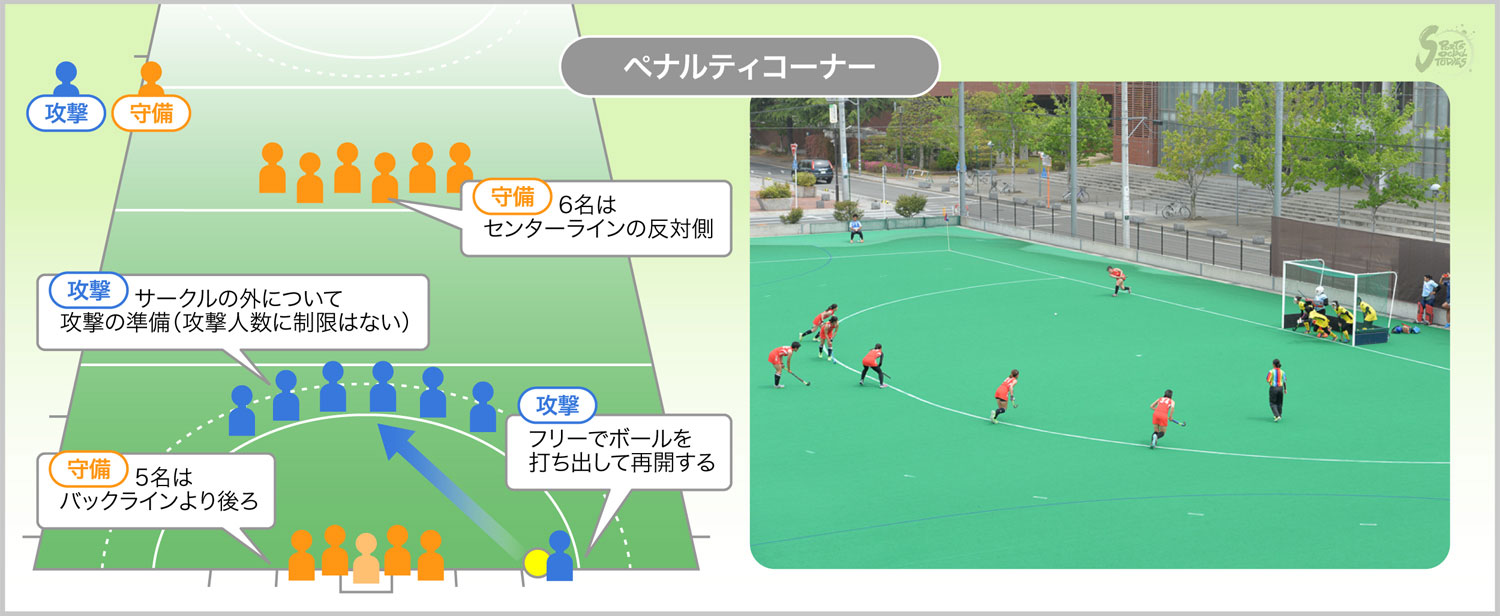 ペナルティコーナー
SPORTS
SOCIAL
STUDIES
攻撃
守備
守備 6名は
センターラインの反対側
攻撃 サークルの外について
攻撃の準備(攻撃人数に制限はない)
攻撃
フリーでボールを
打ち出して再開する
守備 5名は
バックラインより後ろ